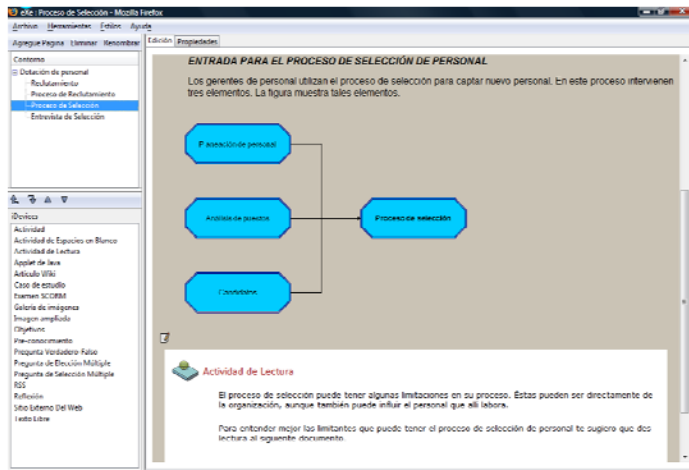 eXe : Proceso de Selección - Mozilla Firefox
Archivo Herramientas Estilos Ayuda
Agregue Pagina Eliminar Renombrar
Edición Propiedades
Contorno
Dotación de personal
Reclutamiento
Proceso de Reclutamiento
Proceso de Selección
Entrevista de Selección
iDevices
Actividad
Actividad de Espacios en Blanco
Actividad de Lectura
Applet de Java
Articulo Wiki
Caso de estudio
Examen SCORM
Galería de imágenes
Imagen ampliada
Objetivos
Pre-conocimiento
Pregunta Verdadero-Falso
Pregunta de Elección Múltiple
Pregunta de Selección Múltiple
RSS
Reflexión
Sitio Externo Del Web
Texto Libre
ENTRADA PARA EL PROCESO DE SELECCIÓN DE PERSONAL
Los gerentes de personal utilizan el proceso de selección para captar nuevo personal. En este proceso intervienen
tres elementos. La figura muestra tales elementos.
Planeación de personal
Análisis de puestos
Proceso de selección
Candidatos
Actividad de Lectura
El proceso de selección puede tener algunas limitaciones en su proceso. Éstas pueden ser directamente de
la organización, aunque también puede influir el personal que allí labora.
Para entender mejor las limitantes que puede tener el proceso de selección de personal te sugiero que des
lectura al siguiente documento.